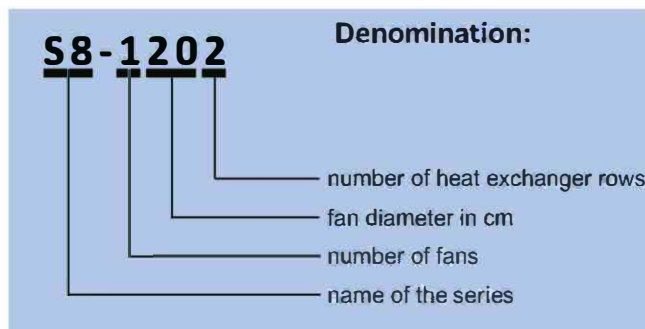 Denomination:
S8-1202
number of heat exchanger rows
fan diameter in cm
number of fans
name of the series